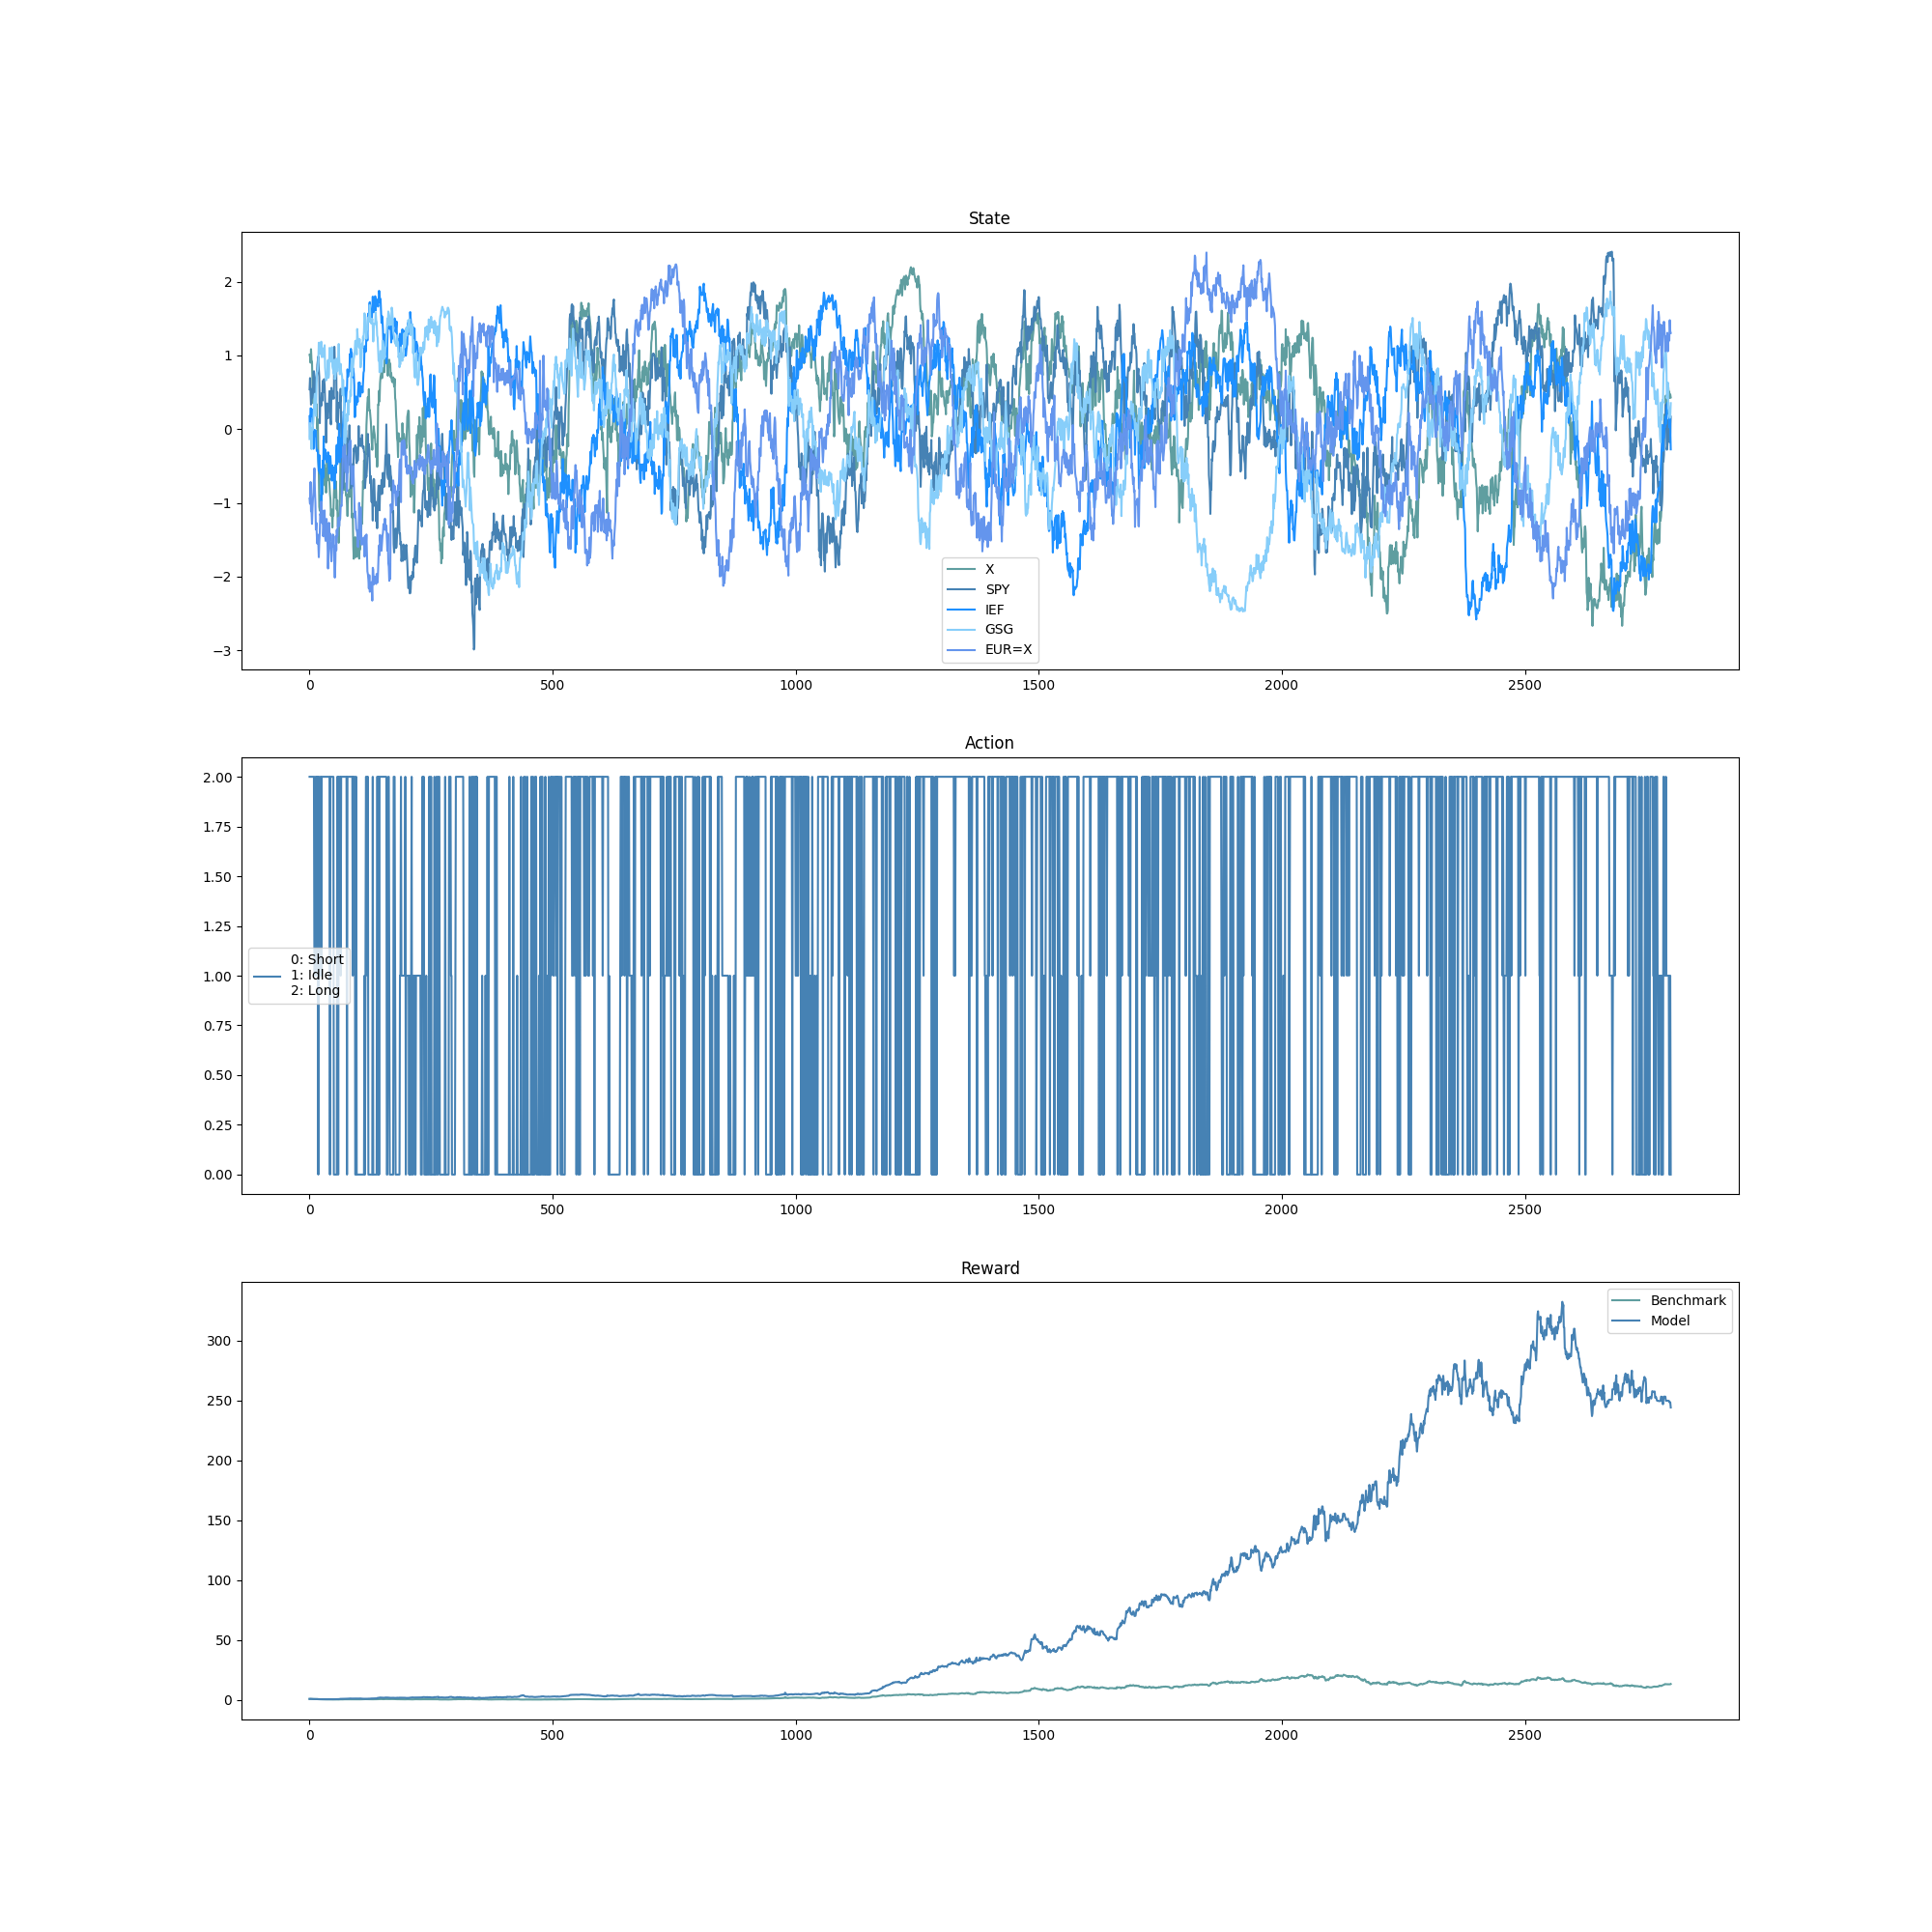 State
2
1
0
−1
−2
−3
X
SPY
IEF
GSG
EUR=X
0 500 1000 1500 2000 2500
Action
2.00
1.75
1.50
1.25
1.00
0.75
0.50
0.25
0.00
0: Short
1: Idle
2: Long
0 500 1000 1500 2000 2500
Reward
300
250
200
150
100
50
0
Benchmark
Model
0 500 1000 1500 2000 2500